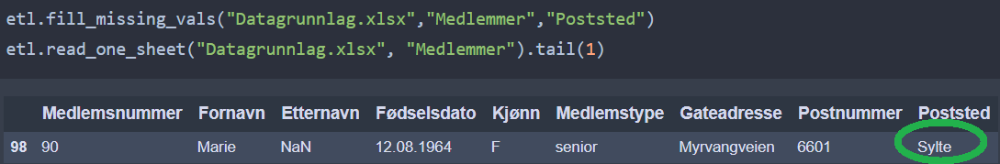 etl.fill_missing_vals("Datagrunnlag.xlsx","Medlemmer","Poststed")
etl.read_one_sheet("Datagrunnlag.xlsx", "Medlemmer").tail(1)
Medlemsnummer Fornavn Etternavn Fødselsdato Kjønn Medlemstype Gateadresse Postnummer Poststed
98 90 Marie NaN 12.08.1964 F senior Myrvangveien 6601 Sylte